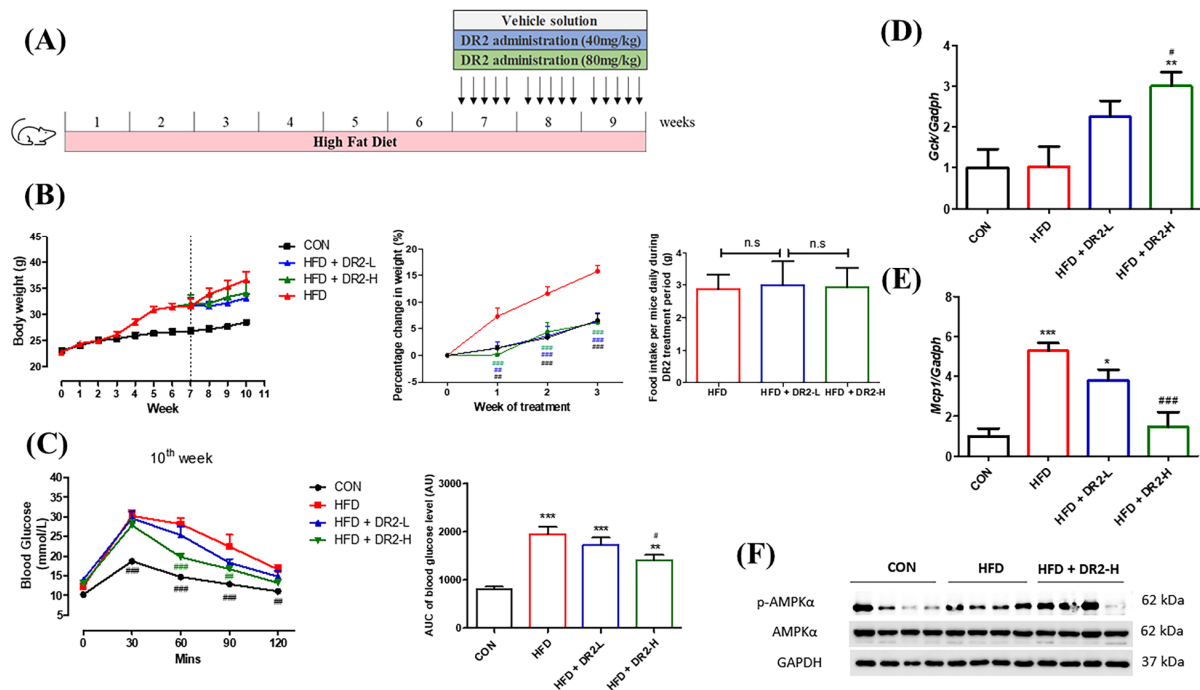 (A)
Vehicle solution
DR2 administration (40mg/kg)
DR2 administration (80mg/kg)
1 2 3 4 5 6 7 8 9 weeks
High Fat Diet
(B)
Body weight (g)
45
40
35
30
25
20
0 1 2 3 4 5 6 7 8 9 10 11
Week
CON
HFD + DR2-L
HFD + DR2-H
HFD
Percentage change in weight (%)
20
15
10
5
0
-5
###
##
##
###
###
###
###
###
###
0 1 2 3
Week of treatment
Food intake per mice daily during
DR2 treatment period (g)
5
4
3
2
1
0
n.s n.s
HFD HFD + DR2-L HFD + DR2-H
(C)
10th week
Blood Glucose
(mmol/L)
40
35
30
25
20
15
10
5
###
###
###
##
###
##
0 30 60 90 120
Mins
CON
HFD
HFD + DR2-L
HFD + DR2-H
AUC of blood glucose level (AU)
3000
2000
1000
0
***
***
#
**
CON
HFD
HFD + DR2-L
HFD + DR2-H
(D)
Gck/Gadph
4
3
2
1
0
#
**
CON
HFD
HFD + DR2-L
HFD + DR2-H
(E)
Mcp1/Gadph
8
6
4
2
0
***
*
###
CON
HFD
HFD + DR2-L
HFD + DR2-H
(F)
CON HFD HFD + DR2-H
p-AMPKα 62 kDa
AMPKα 62 kDa
GAPDH 37 kDa